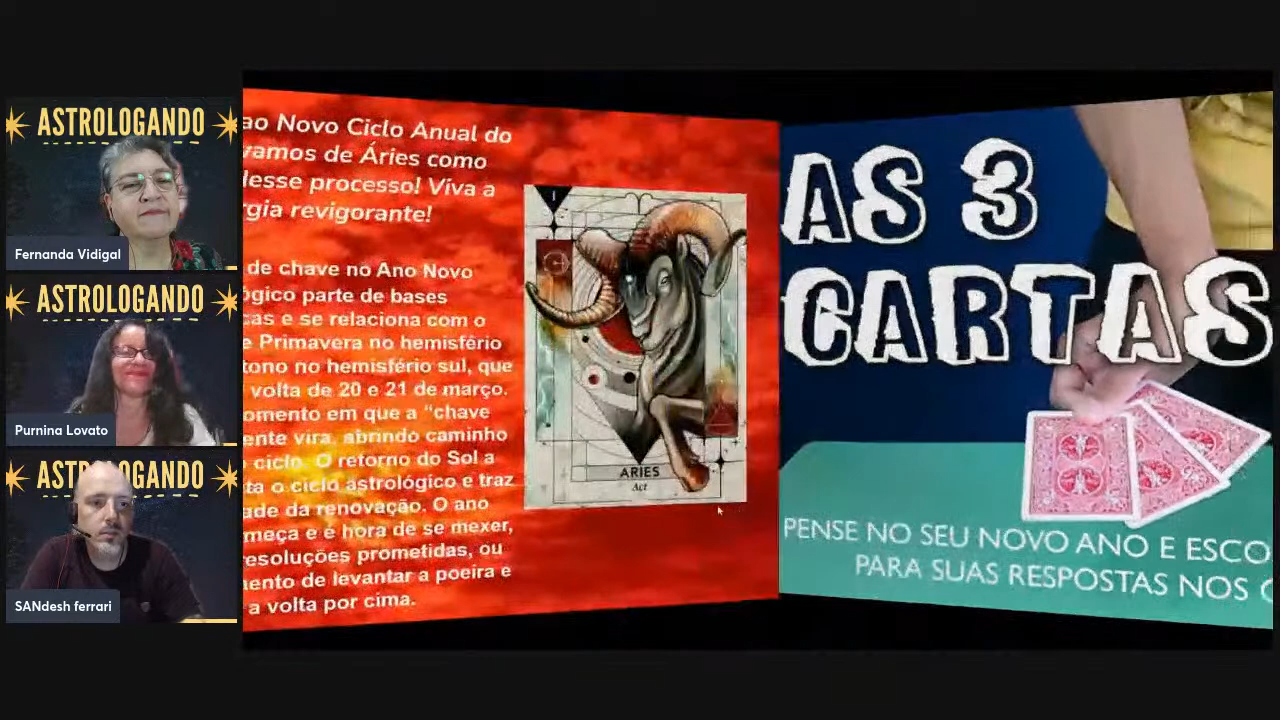 ASTROLOGANDO
Fernanda Vidigal
ASTROLOGANDO
Purnina Lovato
OGANDO
SANdesh ferrari
ao Novo Ciclo Anual do
vamos de Áries como
desse processo! Viva a
rgia revigorante!
de chave no Ano Novo
ógico parte de bases
cas e se relaciona com o
e Primavera no hemisfério
tono no hemisfério sul, que
volta de 20 e 21 de março.
omento em que a “chave
ente vira, abrindo caminho
ciclo. O retorno do Sol a
ta o ciclo astrológico e traz
ade da renovação. O ano
meça e é hora de se mexer,
resoluções prometidas, ou
ento de levantar a poeira e
a volta por cima.
I
ARIES
Act
AS 3
CARTAS
PENSE NO SEU NOVO ANO E ESCO
PARA SUAS RESPOSTAS NOS